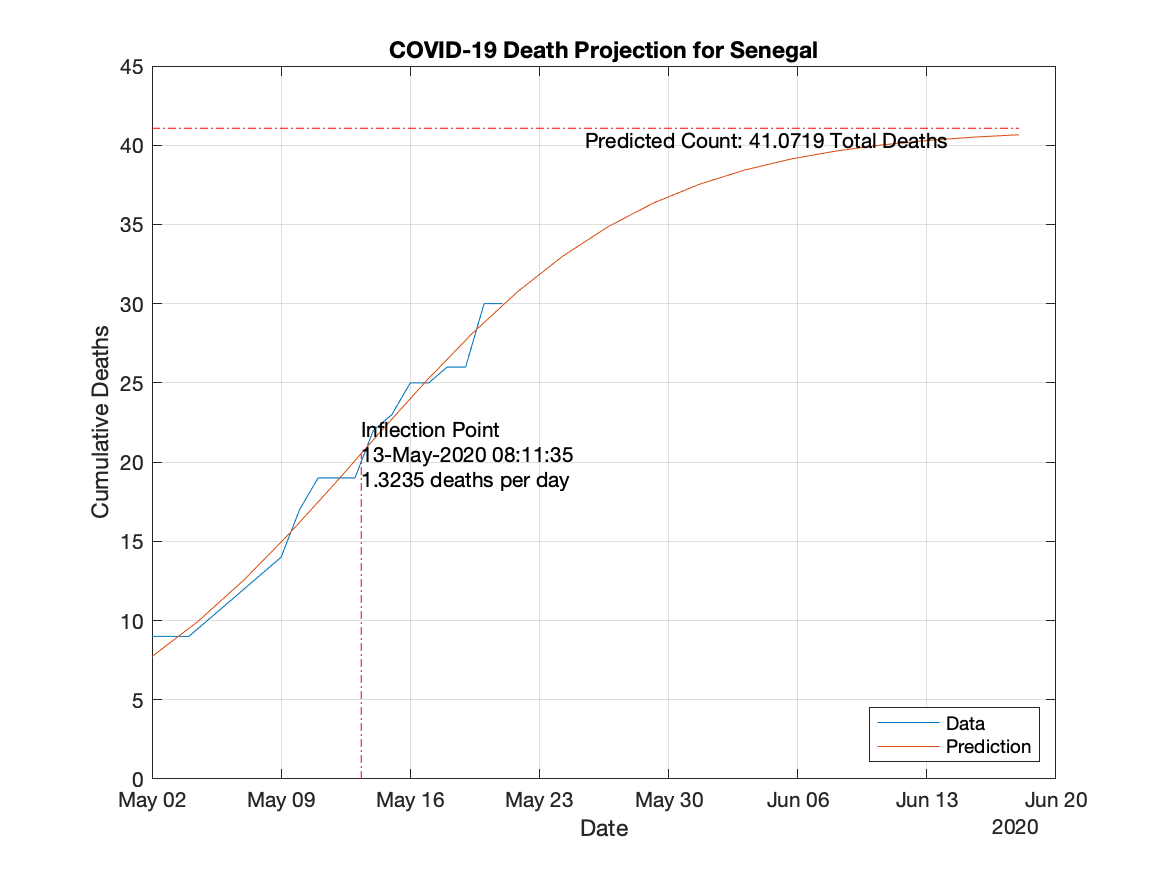 COVID-19 Death Projection for Senegal
45
40
35
30
25
20
15
10
5
0
Cumulative Deaths
Predicted Count: 41.0719 Total Deaths
Inflection Point
13-May-2020 08:11:35
1.3235 deaths per day
Data
Prediction
May 02 May 09 May 16 May 23 May 30 Jun 06 Jun 13 Jun 20
Date
2020